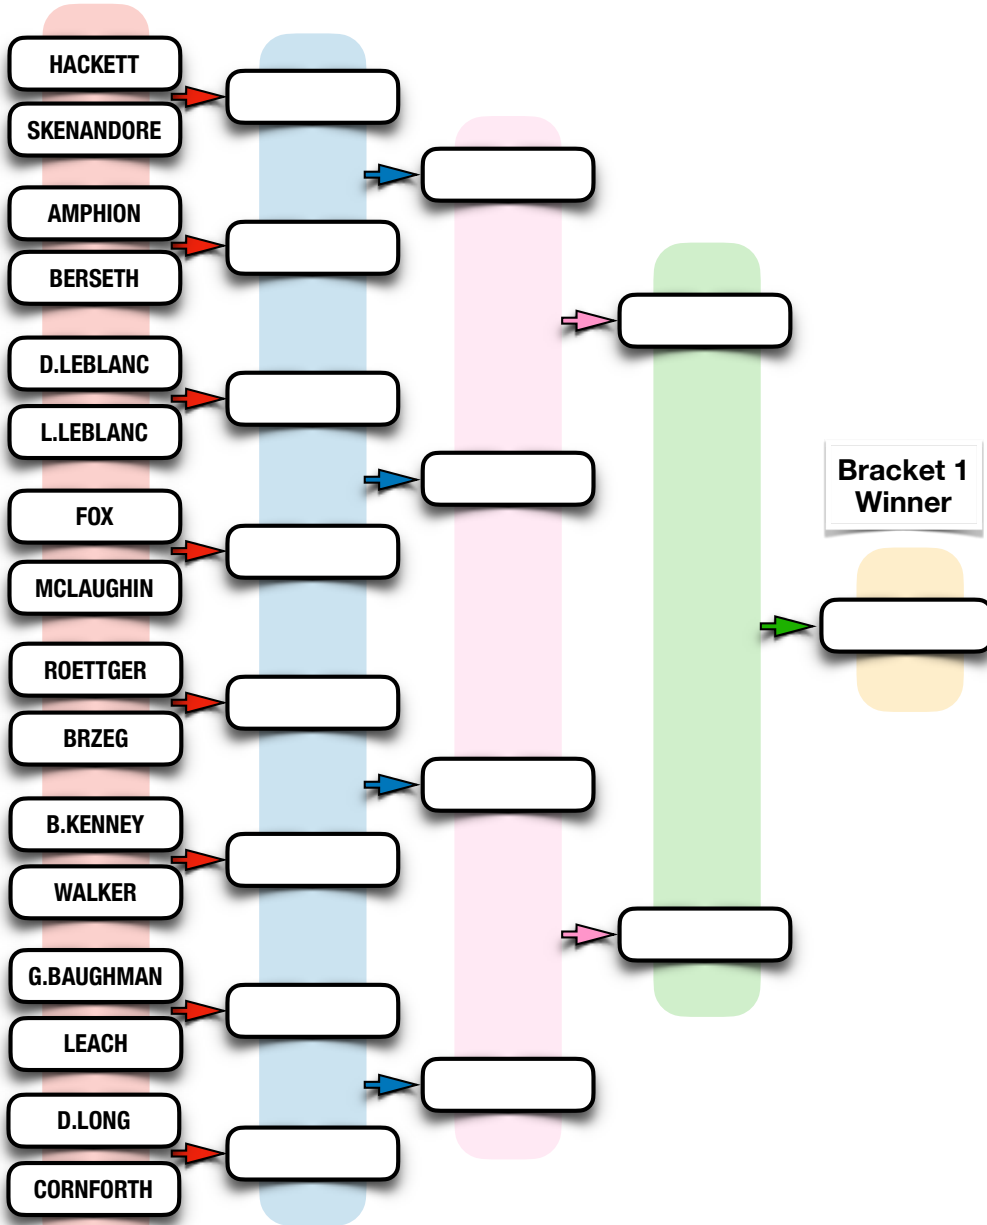 HACKETT
SKENANDORE
AMPHION
BERSETH
D.LEBLANC
L.LEBLANC
FOX
MCLAUGHIN
ROETTGER
BRZEG
B.KENNEY
WALKER
G.BAUGHMAN
LEACH
D.LONG
CORNFORTH
Bracket 1
Winner